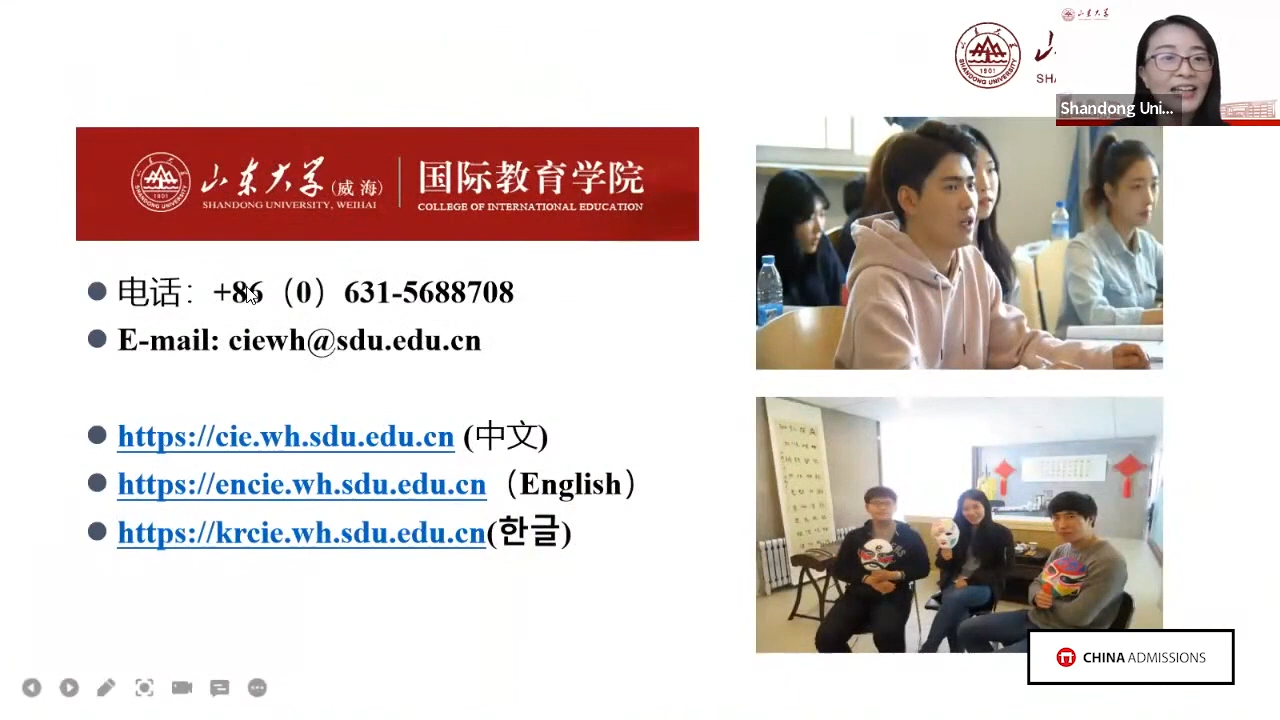 山东大学(威海)
SHANDONG UNIVERSITY, WEIHAI
国际教育学院
COLLEGE OF INTERNATIONAL EDUCATION
电话：+86（0）631-5688708
E-mail: ciewh@sdu.edu.cn
https://cie.wh.sdu.edu.cn (中文)
https://encie.wh.sdu.edu.cn（English）
https://krcie.wh.sdu.edu.cn(한글)
SHANDONG UNIVERSITY
1901
山东大学
Shandong Uni...
CHINA ADMISSIONS